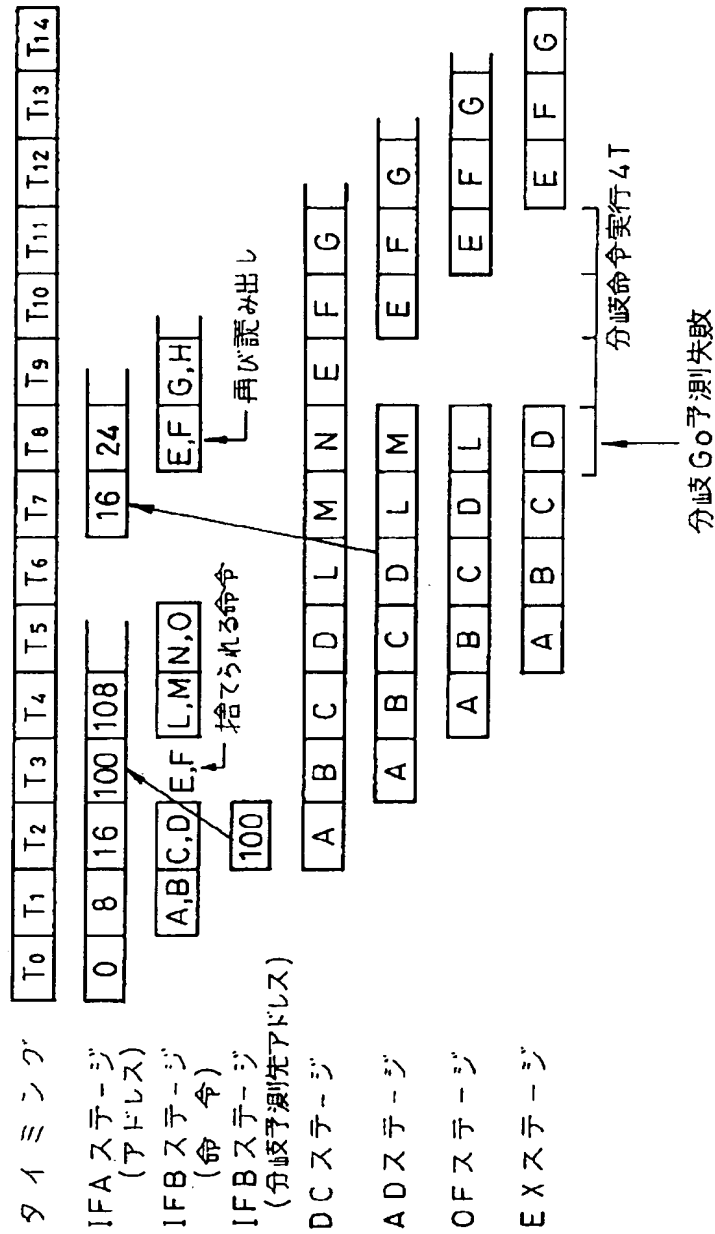 タイミング T0 T1 T2 T3 T4 T5 T6 T7 T8 T9 T10 T11 T12 T13 T14
IFAステージ 0 8 16 100 108 16 24
(アドレス)
IFBステージ A,B C,D E,F L,M N,O E,F G,H
(命 令)
捨てられる命令
再び読み出し
IFBステージ 100
(分岐予測先アドレス)
DCステージ A B C D L M N E F G
ADステージ A B C D L M E F G
OFステージ A B C D L E F G
EXステージ A B C D E F G
分岐命令実行4T
分岐Go予測失敗